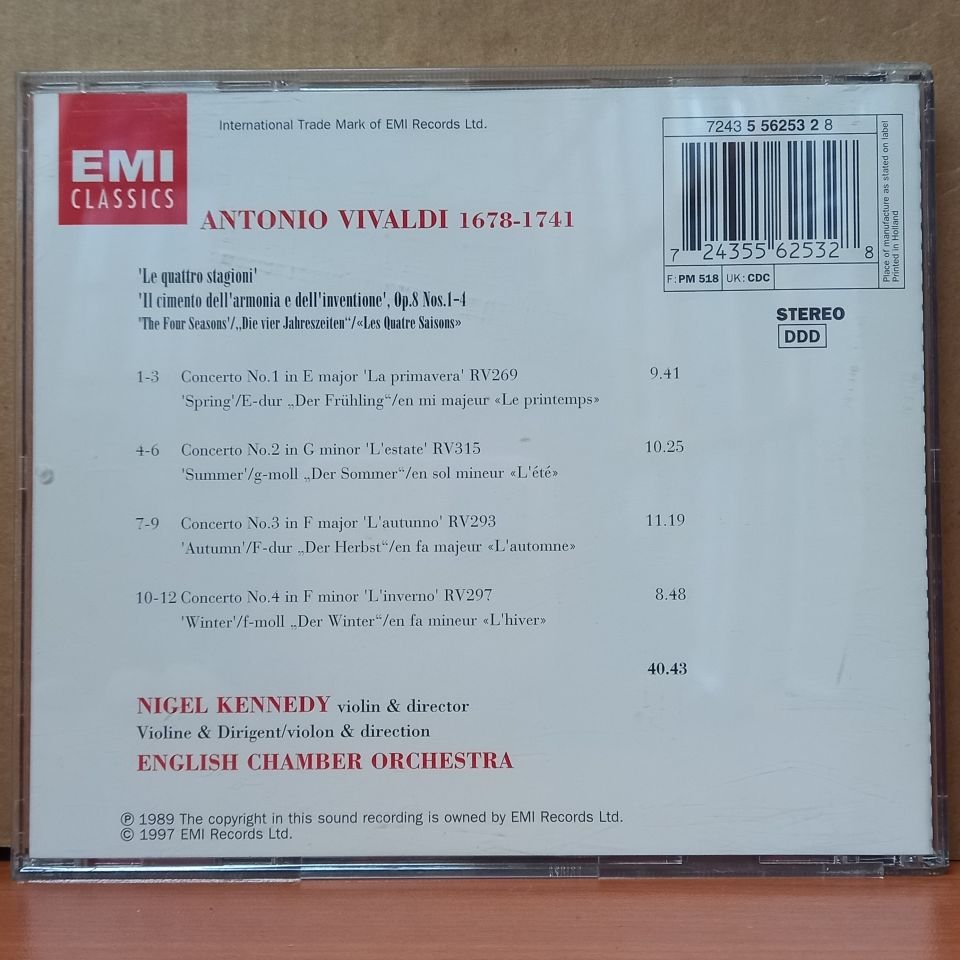 EMI
CLASSICS
International Trade Mark of EMI Records Ltd.
7243 5 56253 2 8
7 24355 62532 8
F: PM 518 UK: CDC
Place of manufacture as stated on label
Printed in Holland
ANTONIO VIVALDI 1678-1741
'Le quattro stagioni'
'Il cimento dell'armonia e dell'inventione', Op.8 Nos.1-4
'The Four Seasons'/„Die vier Jahreszeiten“/«Les Quatre Saisons»
STEREO
DDD
1-3 Concerto No.1 in E major 'La primavera' RV269 9.41
'Spring'/E-dur „Der Frühling“/en mi majeur «Le printemps»
4-6 Concerto No.2 in G minor 'L'estate' RV315 10.25
'Summer'/g-moll „Der Sommer“/en sol mineur «L'été»
7-9 Concerto No.3 in F major 'L'autunno' RV293 11.19
'Autumn'/F-dur „Der Herbst“/en fa majeur «L'automne»
10-12 Concerto No.4 in F minor 'L'inverno' RV297 8.48
'Winter'/f-moll „Der Winter“/en fa mineur «L'hiver»
40.43
NIGEL KENNEDY violin & director
Violine & Dirigent/violon & direction
ENGLISH CHAMBER ORCHESTRA
℗ 1989 The copyright in this sound recording is owned by EMI Records Ltd.
© 1997 EMI Records Ltd.